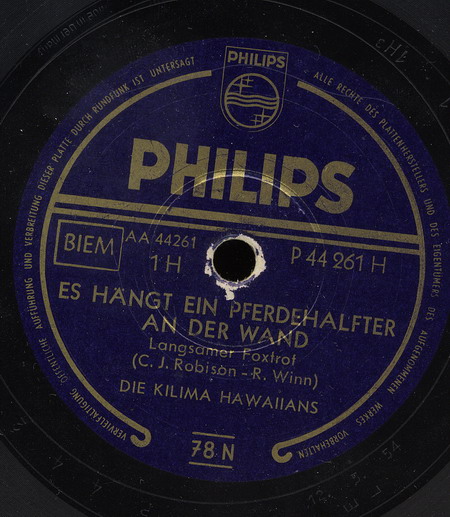 PHILIPS
PHILIPS
ALLE RECHTE DES PLATTENHERSTELLERS UND DES EIGENTÜMERS DES AUFGENOMMENEN WERKES VORBEHALTEN
VERVIELFÄLTIGUNG ÖFFENTLICHE AUFFÜHRUNG UND VERBREITUNG DIESER PLATTE DURCH RUNDFUNK IST UNTERSAGT
BIEM
AA 44261
1 H
P 44 261 H
ES HÄNGT EIN PFERDEHALFTER
AN DER WAND
Langsamer Foxtrot
(C. J. Robison – R. Winn)
DIE KILIMA HAWAIIANS
78 N